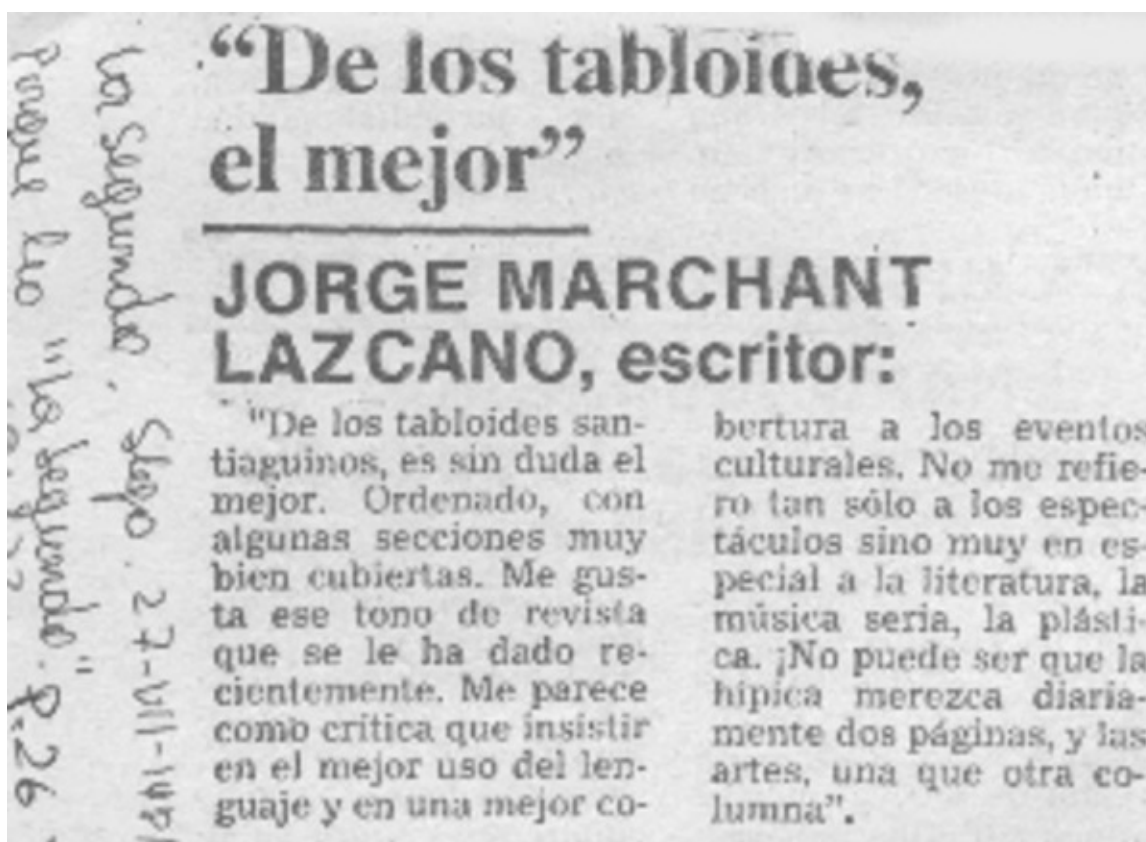 “De los tabloides,
el mejor”
JORGE MARCHANT
LAZCANO, escritor:
"De los tabloides san-
tiaguinos, es sin duda el
mejor. Ordenado, con
algunas secciones muy
bien cubiertas. Me gus-
ta ese tono de revista
que se le ha dado re-
cientemente. Me parece
como crítica que insistir
en el mejor uso del len-
guaje y en una mejor co-
bertura a los eventos
culturales. No me refie-
ro tan sólo a los espec-
táculos sino muy en es-
pecial a la literatura, la
música seria, la plásti-
ca. ¡No puede ser que la
hípica merezca diaria-
mente dos páginas, y las
artes, una que otra co-
lumna".
La Segunda. Stgo. 27-VII-
Porque leo "La Segunda". P. 26